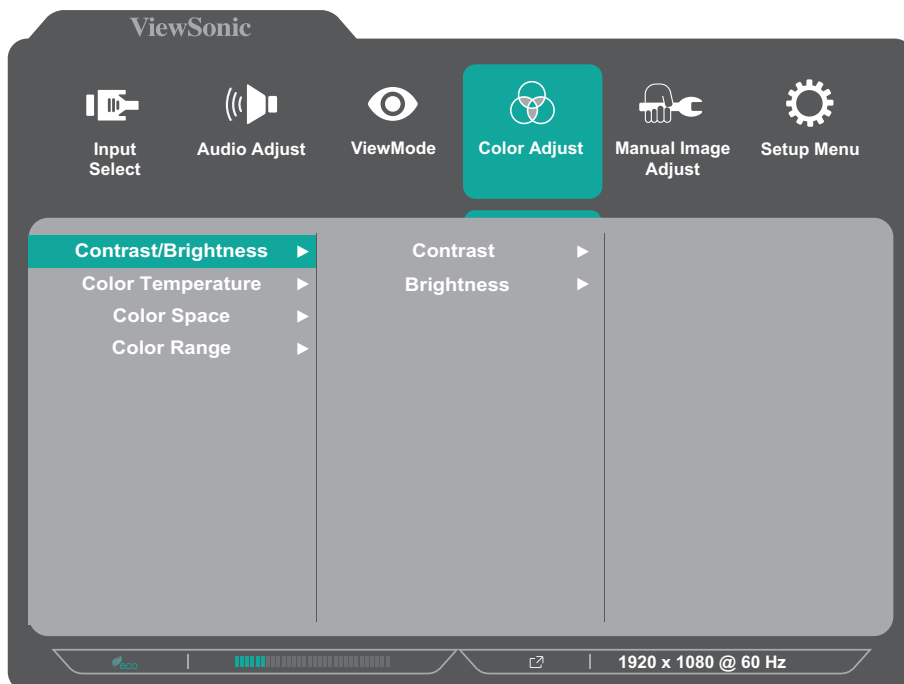 ViewSonic
Input
Select
Audio Adjust
ViewMode
Color Adjust
Manual Image
Adjust
Setup Menu
Contrast/Brightness
Color Temperature
Color Space
Color Range
Contrast
Brightness
eco
1920 x 1080 @ 60 Hz